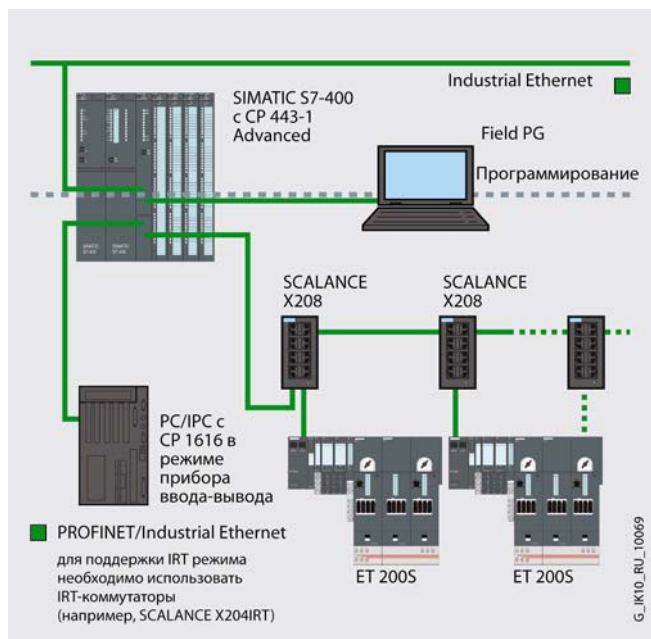 Industrial Ethernet
SIMATIC S7-400
с CP 443-1
Advanced
Field PG
Программирование
SCALANCE
X208
SCALANCE
X208
PC/IPC с
CP 1616 в
режиме
прибора
ввода-вывода
PROFINET/Industrial Ethernet
для поддержки IRT режима
необходимо использовать
IRT-коммутаторы
(например, SCALANCE X204IRT)
ET 200S
ET 200S
G_IK10_RU_10069